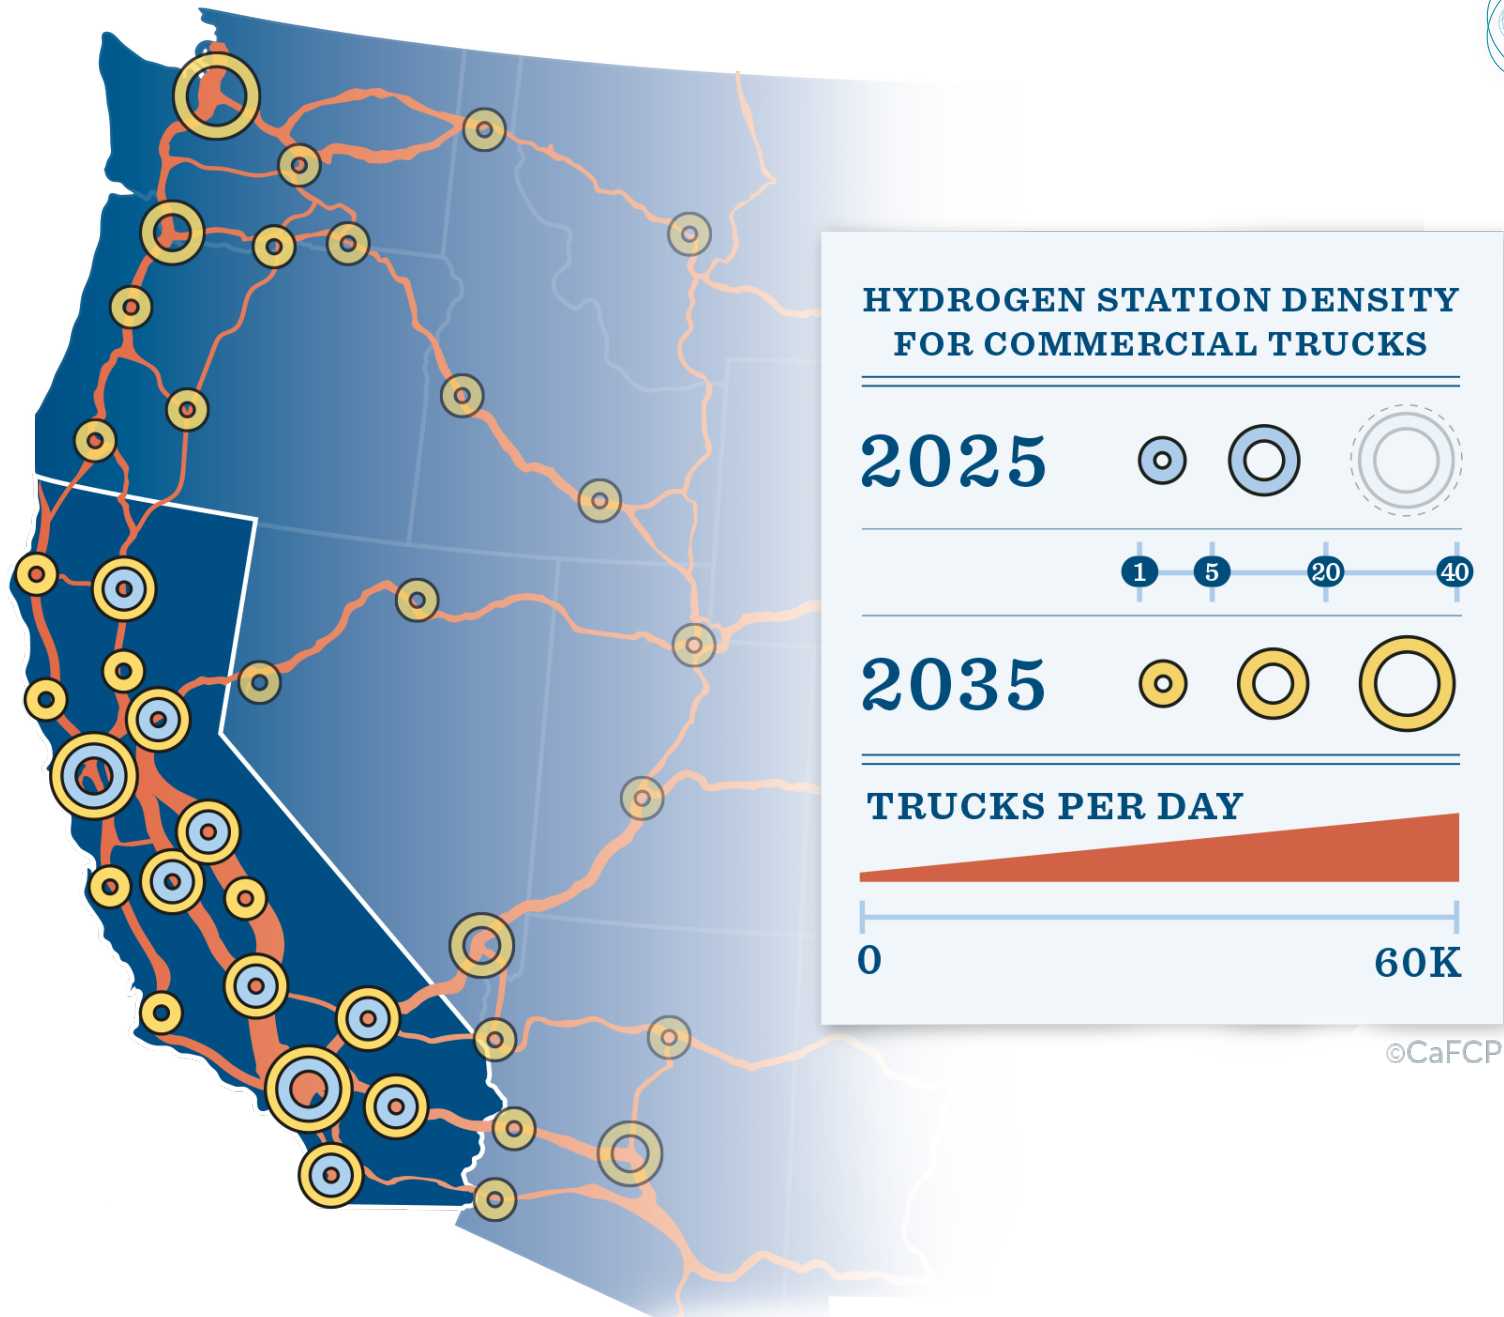 HYDROGEN STATION DENSITY
FOR COMMERCIAL TRUCKS
2025
1 5 20 40
2035
TRUCKS PER DAY
0 60K
©CaFCP